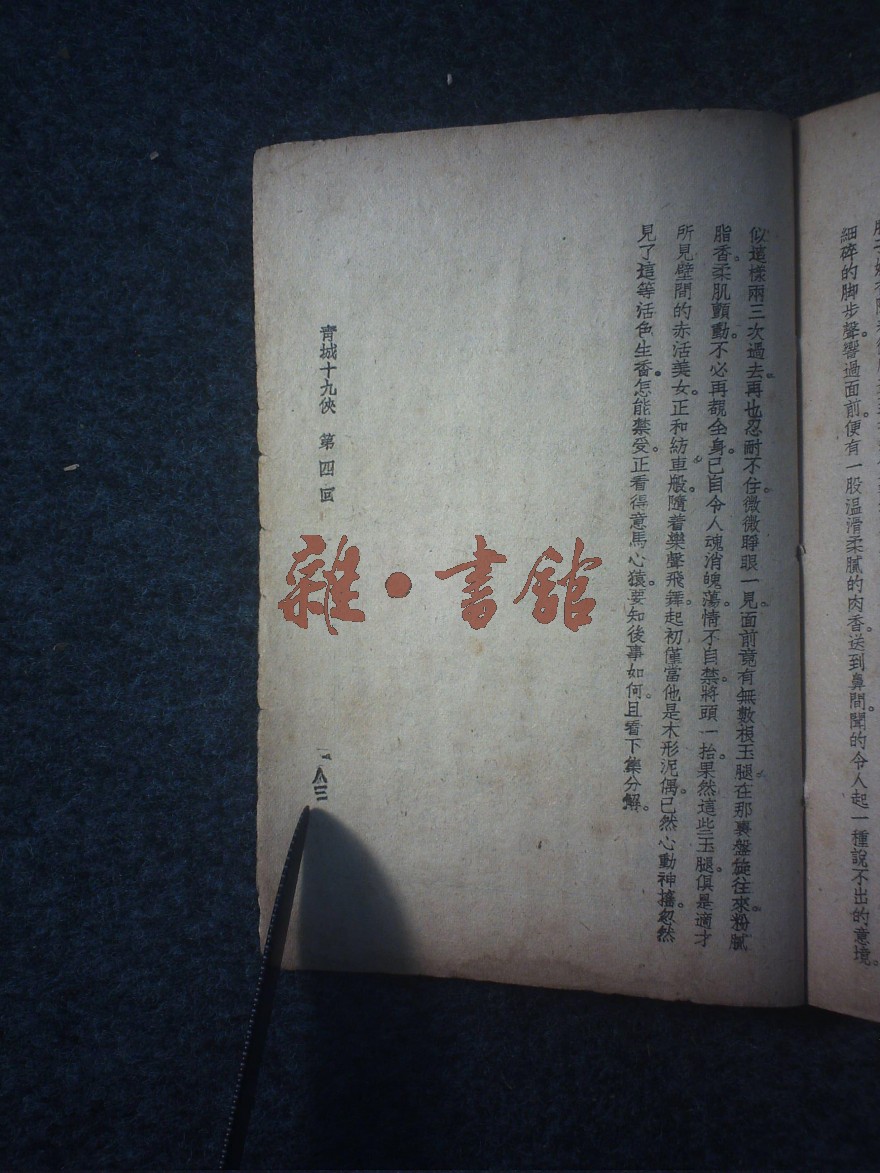 細碎的脚步聲響過面前。便有一股温滑柔膩的肉香。送到鼻間。聞的令人起一種說不出的意境。
似這樣兩三次過去。再也忍耐不住。微微睜眼一見。面前竟有無數根玉腿。在那裏盤旋往來。粉膩
脂香。柔肌顫動。不必再覩全身。已自令人魂消魄蕩。情不自禁。將頭一抬。果然這些玉腿。俱是適才
所見壁間的赤活美女。正和紡車般。隨着樂聲飛舞。起初僅當他是木形泥偶。已然心動神搖。忽然
見了這等活色生香。怎能禁受。正看得意馬心猿。要知後事如何。且看下集分解。
青城十九俠 第四回
一八三
雜·書舘